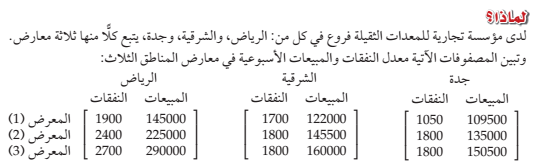 لماذا؟
لدى مؤسسة تجارية للمعدات الثقيلة فروع في كل من: الرياض، والشرقية، وجدة، يتبع كلًّا منها ثلاثة معارض.
وتبين المصفوفات الآتية معدل النفقات والمبيعات الأسبوعية في معارض المناطق الثلاث:
الرياض الشرقية جدة
النفقات المبيعات النفقات المبيعات النفقات المبيعات
المعرض (1) 1900 145000 1700 122000 1050 109500
المعرض (2) 2400 225000 1800 145500 1800 135000
المعرض (3) 2700 290000 1800 160000 1800 150500